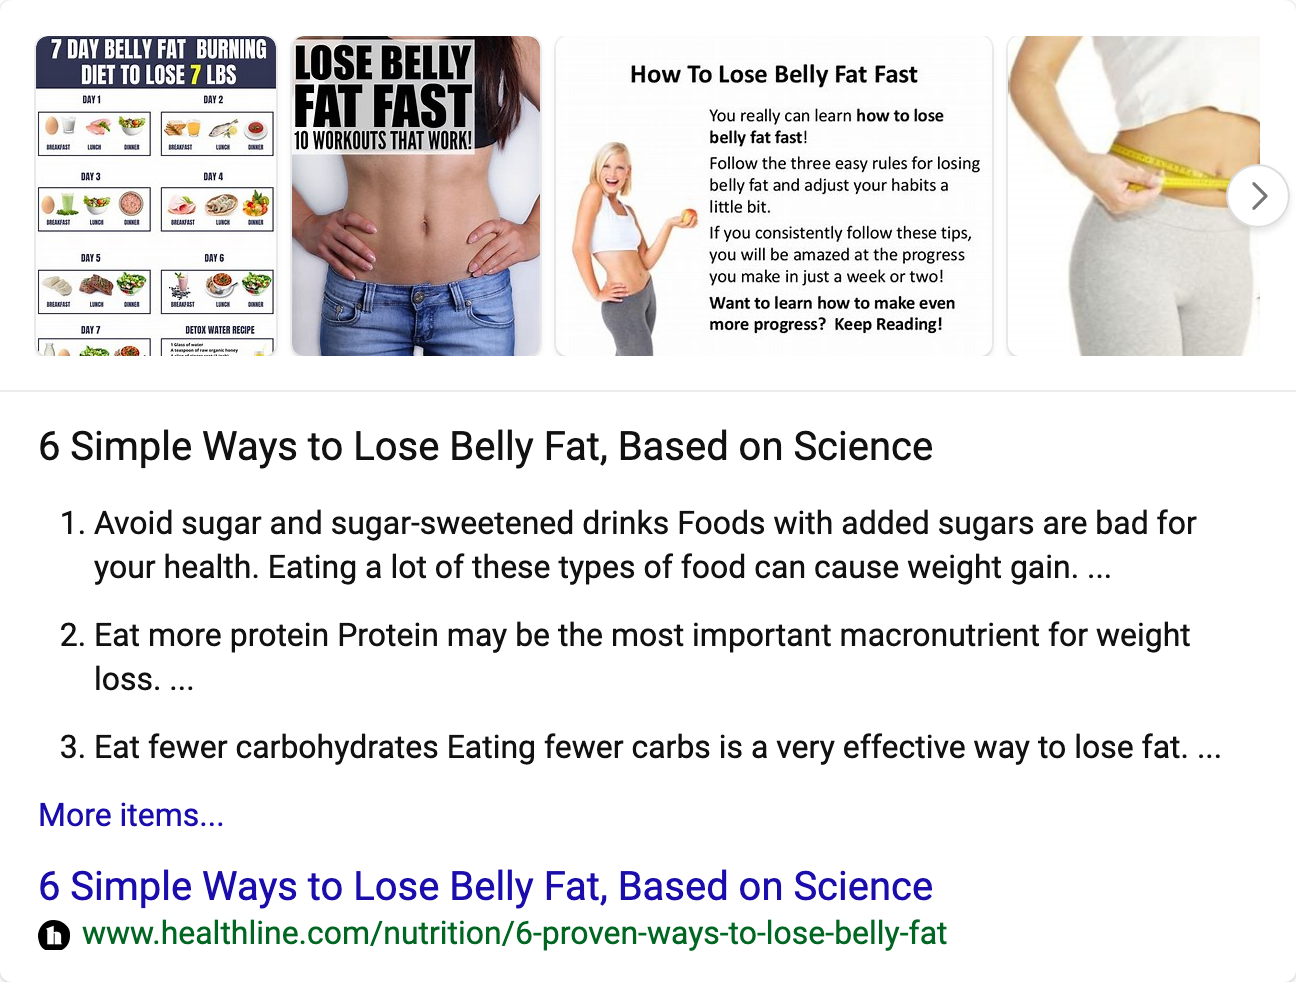 7 DAY BELLY FAT BURNING
DIET TO LOSE 7 LBS
DAY 1
DAY 2
BREAKFAST LUNCH DINNER
BREAKFAST LUNCH DINNER
DAY 3
DAY 4
BREAKFAST LUNCH DINNER
BREAKFAST LUNCH DINNER
DAY 5
DAY 6
BREAKFAST LUNCH DINNER
BREAKFAST LUNCH DINNER
DAY 7
DETOX WATER RECIPE
1 Glass of water
A teaspoon of raw organic honey
LOSE BELLY
FAT FAST
10 WORKOUTS THAT WORK!
How To Lose Belly Fat Fast
You really can learn how to lose
belly fat fast!
Follow the three easy rules for losing
belly fat and adjust your habits a
little bit.
If you consistently follow these tips,
you will be amazed at the progress
you make in just a week or two!
Want to learn how to make even
more progress? Keep Reading!
6 Simple Ways to Lose Belly Fat, Based on Science
1. Avoid sugar and sugar-sweetened drinks Foods with added sugars are bad for
your health. Eating a lot of these types of food can cause weight gain. ...
2. Eat more protein Protein may be the most important macronutrient for weight
loss. ...
3. Eat fewer carbohydrates Eating fewer carbs is a very effective way to lose fat. ...
More items...
6 Simple Ways to Lose Belly Fat, Based on Science
h www.healthline.com/nutrition/6-proven-ways-to-lose-belly-fat